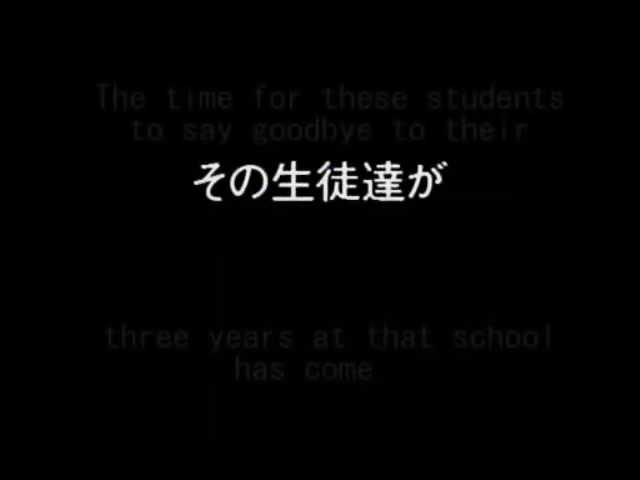 The time for these students
to say goodbye to their
その生徒達が
three years at that school
has come